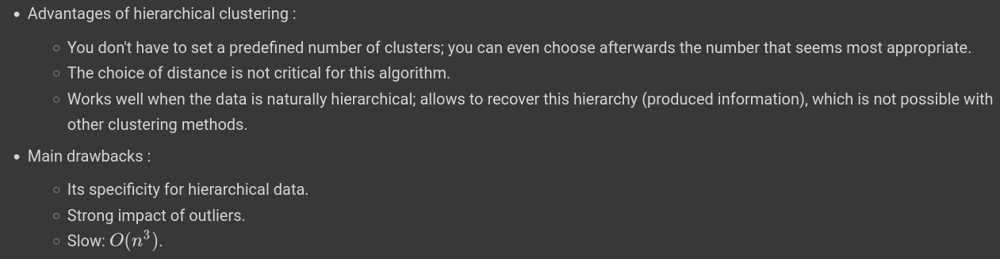 • Advantages of hierarchical clustering :
◦ You don't have to set a predefined number of clusters; you can even choose afterwards the number that seems most appropriate.
◦ The choice of distance is not critical for this algorithm.
◦ Works well when the data is naturally hierarchical; allows to recover this hierarchy (produced information), which is not possible with
other clustering methods.
• Main drawbacks :
◦ Its specificity for hierarchical data.
◦ Strong impact of outliers.
◦ Slow: O(n³).